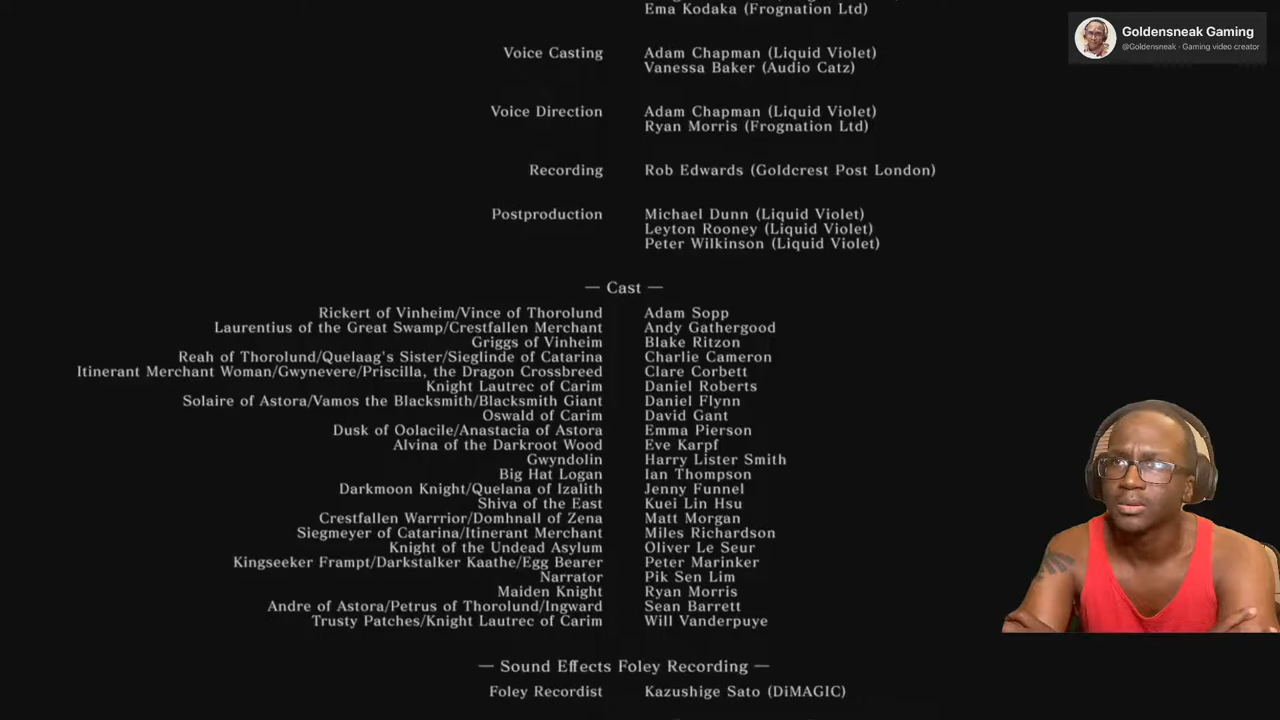 Ema Kodaka (Frognation Ltd)
Goldensneak Gaming
@Goldensneak · Gaming video creator
Voice Casting Adam Chapman (Liquid Violet)
Vanessa Baker (Audio Catz)
Voice Direction Adam Chapman (Liquid Violet)
Ryan Morris (Frognation Ltd)
Recording Rob Edwards (Goldcrest Post London)
Postproduction Michael Dunn (Liquid Violet)
Leyton Rooney (Liquid Violet)
Peter Wilkinson (Liquid Violet)
— Cast —
Rickert of Vinheim/Vince of Thorolund Adam Sopp
Laurentius of the Great Swamp/Crestfallen Merchant Andy Gathergood
Griggs of Vinheim Blake Ritzon
Reah of Thorolund/Quelaag's Sister/Sieglinde of Catarina Charlie Cameron
Itinerant Merchant Woman/Gwynevere/Priscilla, the Dragon Crossbreed Clare Corbett
Knight Lautrec of Carim Daniel Roberts
Solaire of Astora/Vamos the Blacksmith/Blacksmith Giant Daniel Flynn
Oswald of Carim David Gant
Dusk of Oolacile/Anastacia of Astora Emma Pierson
Alvina of the Darkroot Wood Eve Karpf
Gwyndolin Harry Lister Smith
Big Hat Logan Ian Thompson
Darkmoon Knight/Quelana of Izalith Jenny Funnel
Shiva of the East Kuei Lin Hsu
Crestfallen Warrrior/Domhnall of Zena Matt Morgan
Siegmeyer of Catarina/Itinerant Merchant Miles Richardson
Knight of the Undead Asylum Oliver Le Seur
Kingseeker Frampt/Darkstalker Kaathe/Egg Bearer Peter Marinker
Narrator Pik Sen Lim
Maiden Knight Ryan Morris
Andre of Astora/Petrus of Thorolund/Ingward Sean Barrett
Trusty Patches/Knight Lautrec of Carim Will Vanderpuye
— Sound Effects Foley Recording —
Foley Recordist Kazushige Sato (DiMAGIC)